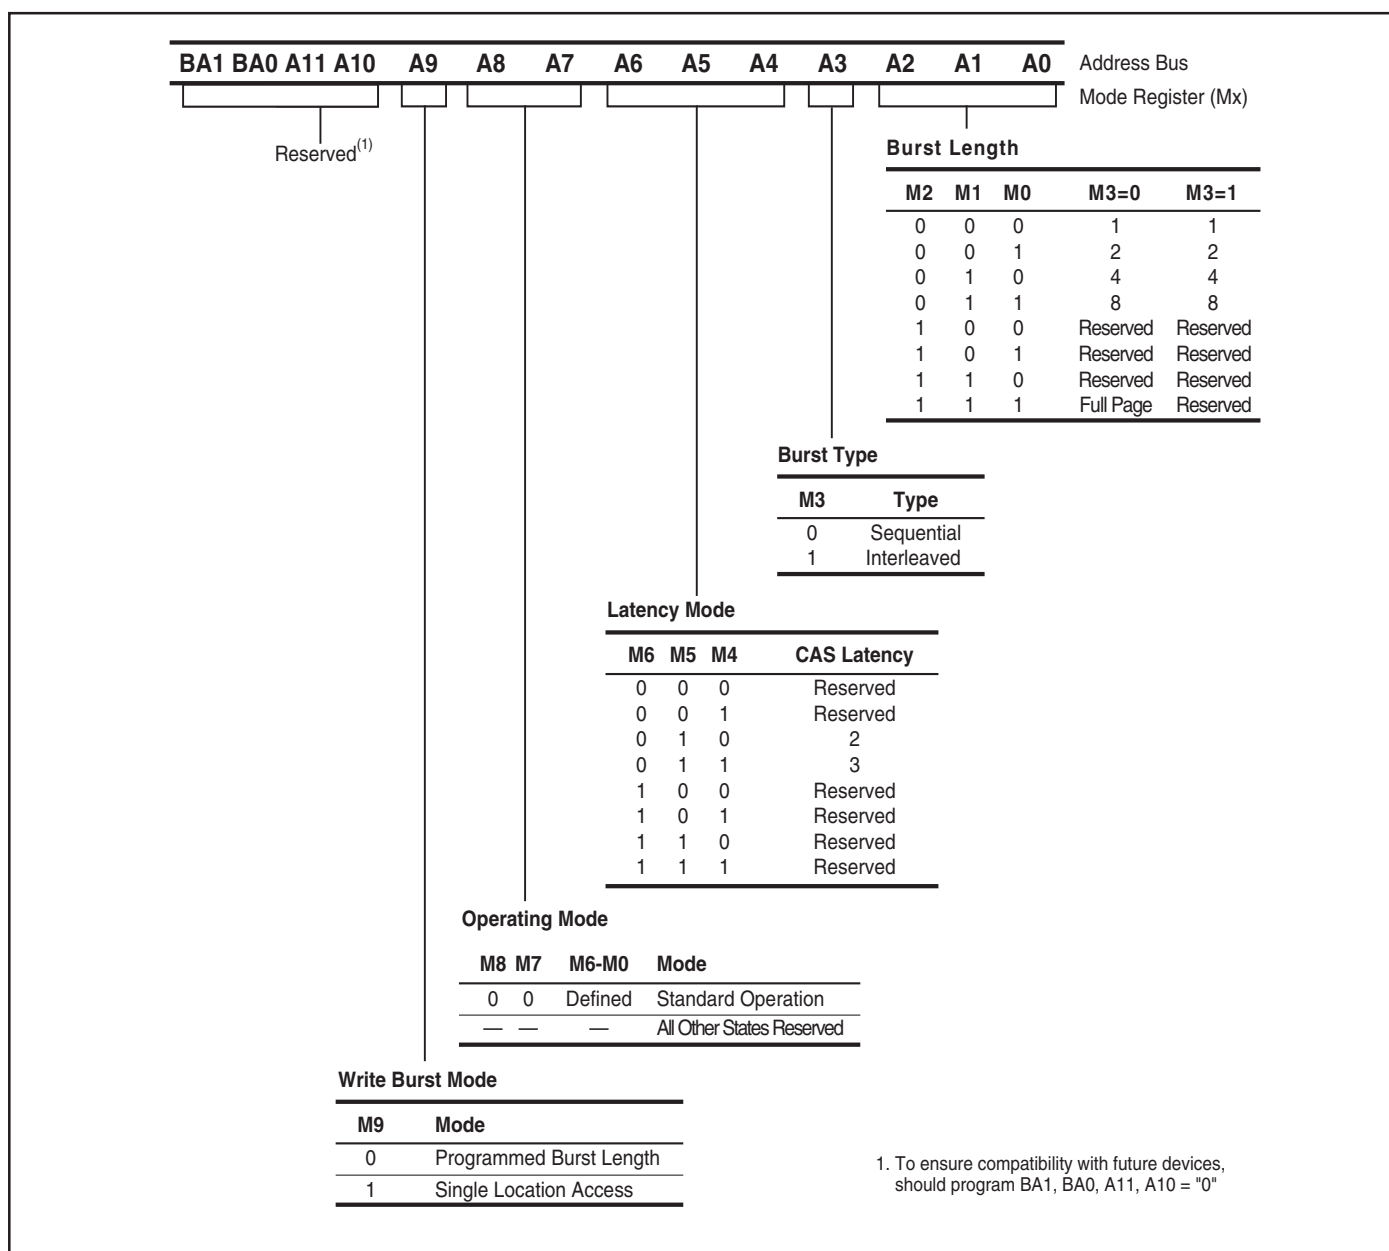 BA1 BA0 A11 A10 A9 A8 A7 A6 A5 A4 A3 A2 A1 A0 Address Bus
Mode Register (Mx)
Reserved(1)
Burst Length
M2 M1 M0 M3=0 M3=1
0 0 0 1 1
0 0 1 2 2
0 1 0 4 4
0 1 1 8 8
1 0 0 Reserved Reserved
1 0 1 Reserved Reserved
1 1 0 Reserved Reserved
1 1 1 Full Page Reserved
Burst Type
M3 Type
0 Sequential
1 Interleaved
Latency Mode
M6 M5 M4 CAS Latency
0 0 0 Reserved
0 0 1 Reserved
0 1 0 2
0 1 1 3
1 0 0 Reserved
1 0 1 Reserved
1 1 0 Reserved
1 1 1 Reserved
Operating Mode
M8 M7 M6-M0 Mode
0 0 Defined Standard Operation
— — — All Other States Reserved
Write Burst Mode
M9 Mode
0 Programmed Burst Length
1 Single Location Access
1. To ensure compatibility with future devices,
should program BA1, BA0, A11, A10 = "0"